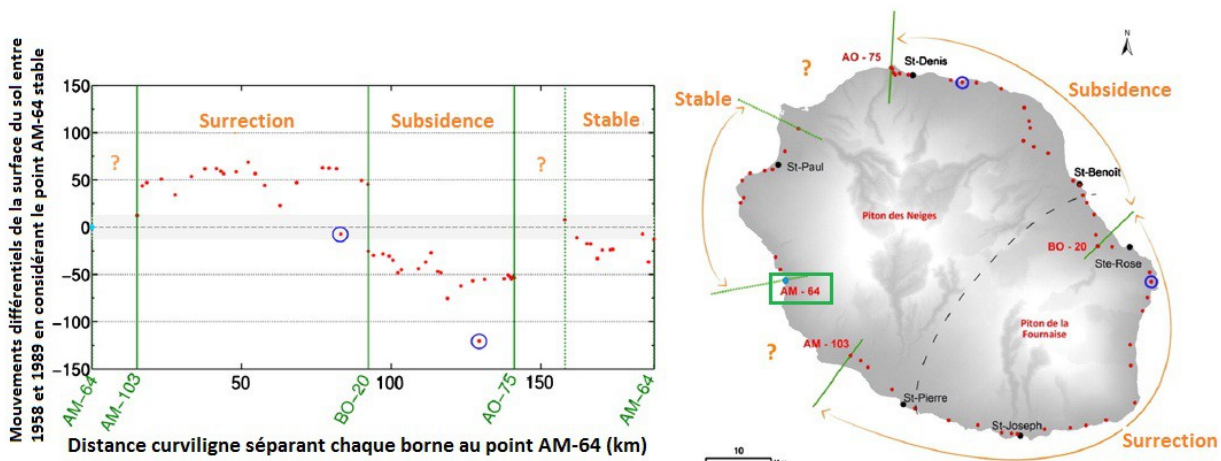 Mouvements différentiels de la surface du sol entre
1958 et 1989 en considérant le point AM-64 stable
150
100
50
0
−50
−100
−150
?
Surrection
Subsidence
?
Stable
AM−64
AM−103
50
BO−20
100
AO−75
150
AM−64
Distance curviligne séparant chaque borne au point AM-64 (km)
N
AO - 75
St-Denis
?
Subsidence
Stable
St-Paul
St-Benoît
Piton des Neiges
BO - 20
Ste-Rose
AM - 64
Piton de la
Fournaise
AM - 103
?
St-Pierre
St-Joseph
Surrection
10